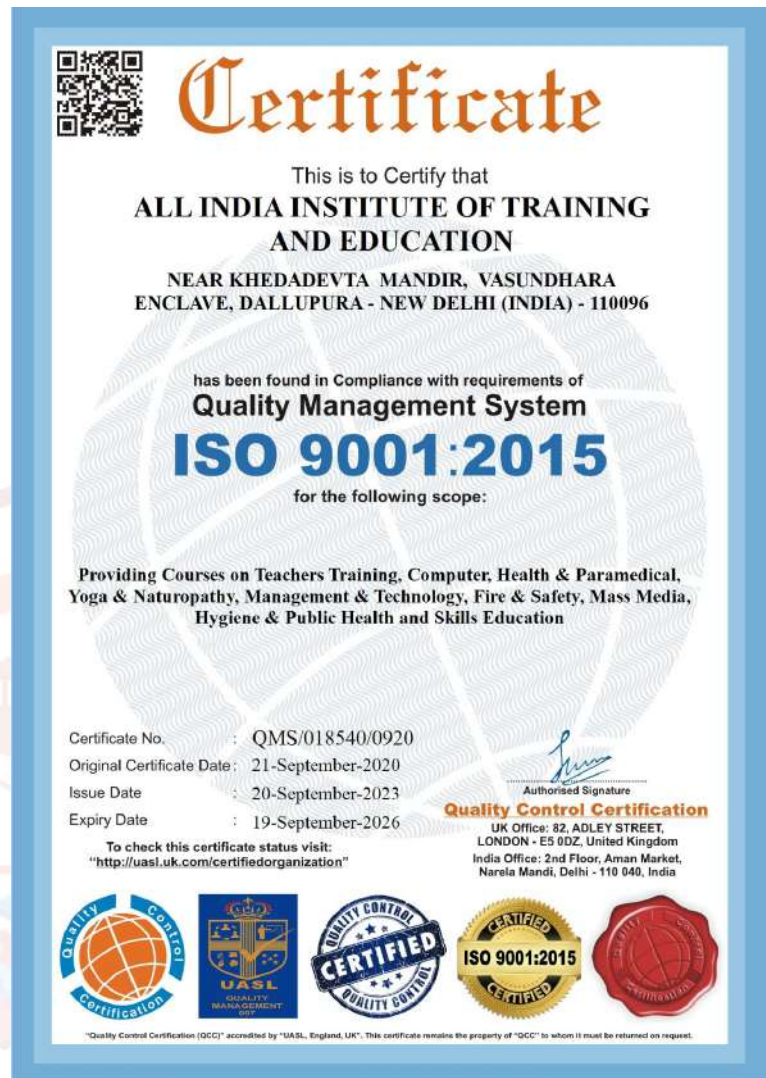 Certificate
This is to Certify that
ALL INDIA INSTITUTE OF TRAINING
AND EDUCATION
NEAR KHEDADEVTA MANDIR, VASUNDHARA
ENCLAVE, DALLUPURA - NEW DELHI (INDIA) - 110096
has been found in Compliance with requirements of
Quality Management System
ISO 9001:2015
for the following scope:
Providing Courses on Teachers Training, Computer, Health & Paramedical,
Yoga & Naturopathy, Management & Technology, Fire & Safety, Mass Media,
Hygiene & Public Health and Skills Education
Certificate No. : QMS/018540/0920
Original Certificate Date : 21-September-2020
Issue Date : 20-September-2023
Expiry Date : 19-September-2026
To check this certificate status visit:
"http://uasl.uk.com/certifiedorganization"
Authorised Signature
Quality Control Certification
UK Office: 82, ADLEY STREET,
LONDON - E5 0DZ, United Kingdom
India Office: 2nd Floor, Aman Market,
Narela Mandi, Delhi - 110 040, India
Quality Control Certification
UASL
QUALITY
MANAGEMENT
007
QUALITY CONTROL
CERTIFIED
QUALITY CONTROL
CERTIFIED
ISO 9001:2015
CERTIFIED
Quality Control
Certification
"Quality Control Certification (QCC)" accredited by "UASL, England, UK". This certificate remains the property of "QCC" to whom it must be returned on request.